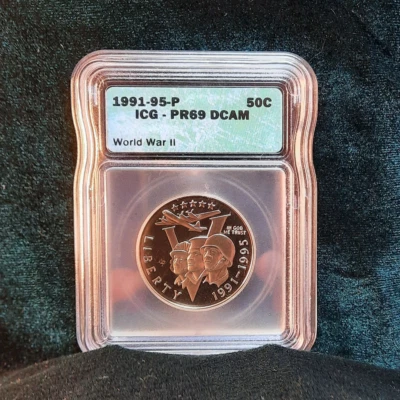 1991-95-P 50C
ICG - PR69 DCAM
World War II
IN GOD
WE TRUST
LIBERTY
1991-1995